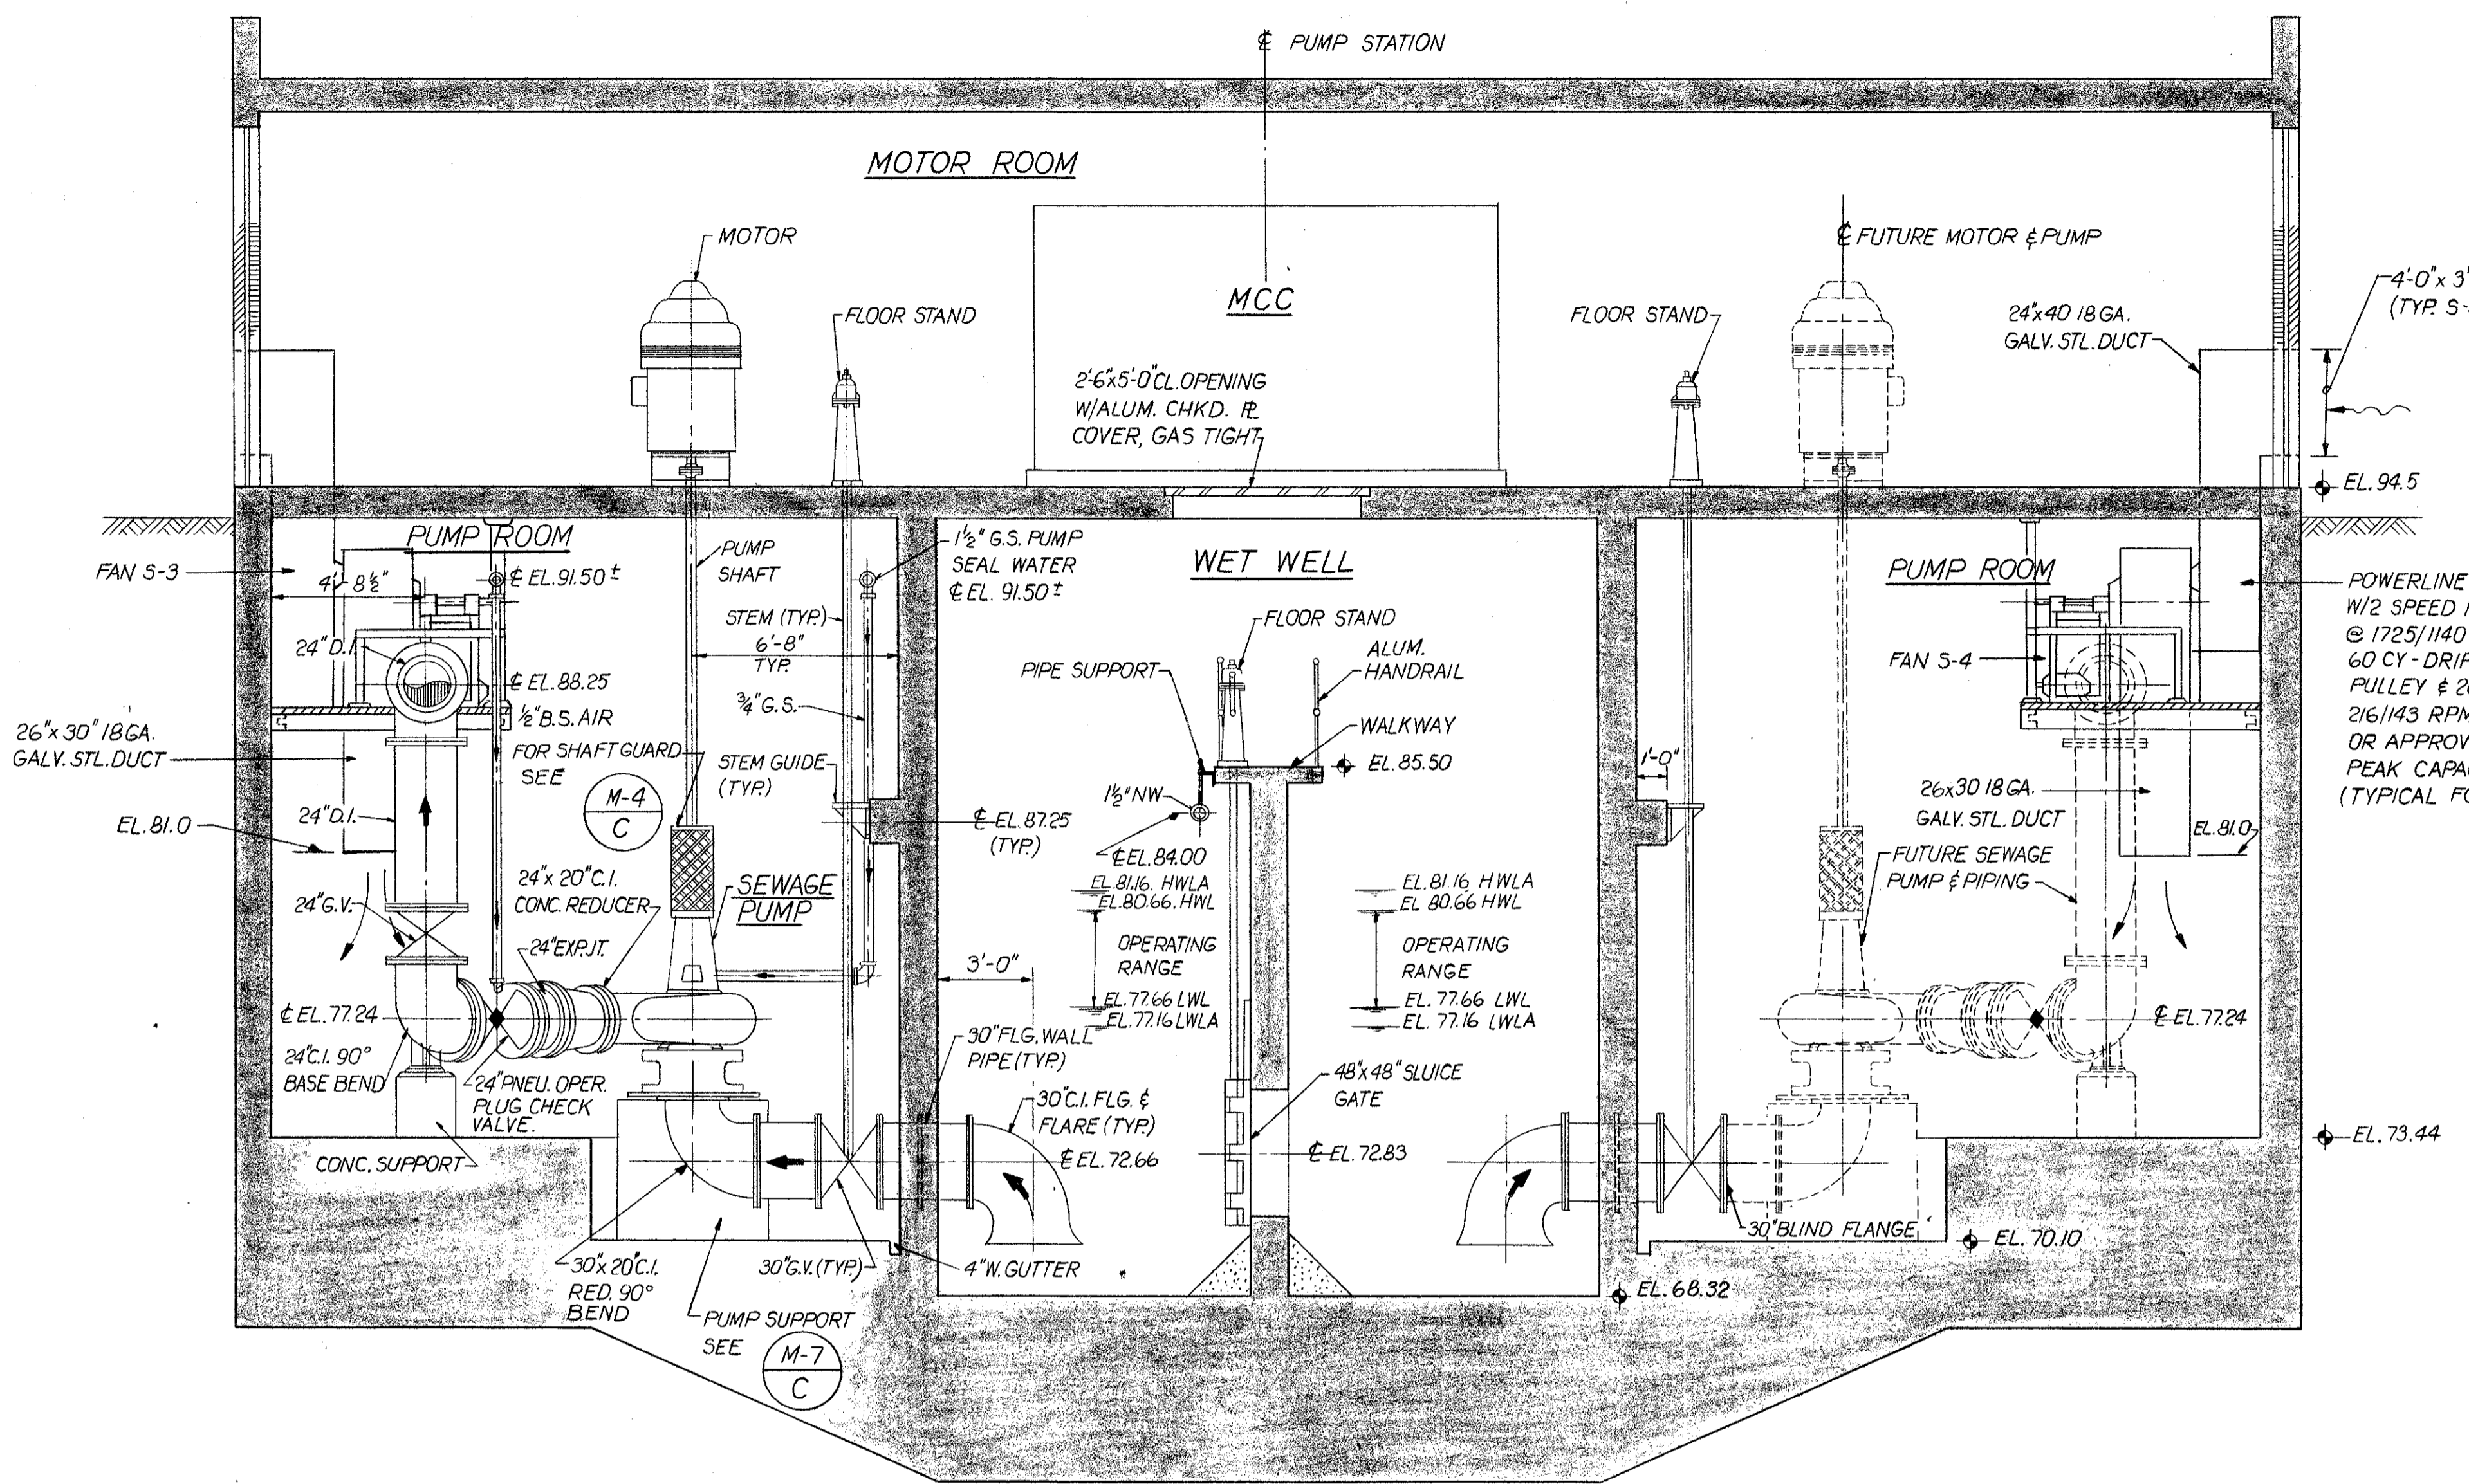 ℄ PUMP STATION
MOTOR ROOM
MOTOR
FLOOR STAND
MCC
2'-6"x5'-0"CL.OPENING
W/ALUM. CHKD. ℙL
COVER, GAS TIGHT
FLOOR STAND
℄ FUTURE MOTOR & PUMP
24"x40 18GA.
GALV. STL. DUCT
4'-0"x 3'
(TYP. S-
EL. 94.5
PUMP ROOM
FAN S-3
4'-8½"
℄ EL. 91.50 ±
24" D.I.
℄ EL. 88.25
½" B.S. AIR
26"x 30" 18GA.
GALV. STL. DUCT
FOR SHAFT GUARD
SEE
M-4
C
24" D.I.
EL. 81.0
PUMP
SHAFT
STEM (TYP.)
6'-8"
TYP.
¾" G.S.
STEM GUIDE
(TYP.)
1½" G.S. PUMP
SEAL WATER
℄ EL. 91.50 ±
WET WELL
FLOOR STAND
PIPE SUPPORT
ALUM.
HANDRAIL
WALKWAY
EL. 85.50
1½" NW
℄ EL. 87.25
(TYP.)
℄ EL. 84.00
EL. 81.16. HWLA
EL. 80.66. HWL
OPERATING
RANGE
EL. 77.66 LWL
EL. 77.16 LWLA
EL. 81.16 HWLA
EL. 80.66 HWL
OPERATING
RANGE
EL. 77.66 LWL
EL. 77.16 LWLA
3'-0"
1'-0"
PUMP ROOM
FAN S-4
POWERLINE
W/2 SPEED
@ 1725/1140
60 CY-DRIP
PULLEY &
216/143 RPM
OR APPROV
PEAK CAPA
(TYPICAL FO
26x30 18 GA.
GALV. STL. DUCT
EL. 81.0
FUTURE SEWAGE
PUMP & PIPING
24" G.V.
24"x 20" C.I.
CONC. REDUCER
24" EXP. JT.
SEWAGE
PUMP
℄ EL. 77.24
24" C.I. 90°
BASE BEND
24" PNEU. OPER.
PLUG CHECK
VALVE.
30" FLG. WALL
PIPE (TYP.)
30" C.I. FLG. &
FLARE (TYP.)
℄ EL. 72.66
48"x48" SLUICE
GATE
℄ EL. 72.83
℄ EL. 77.24
EL. 73.44
CONC. SUPPORT
30"x 20" C.I.
RED. 90°
BEND
30" G.V. (TYP.)
4" W. GUTTER
30" BLIND FLANGE
EL. 70.10
EL. 68.32
PUMP SUPPORT
SEE
M-7
C